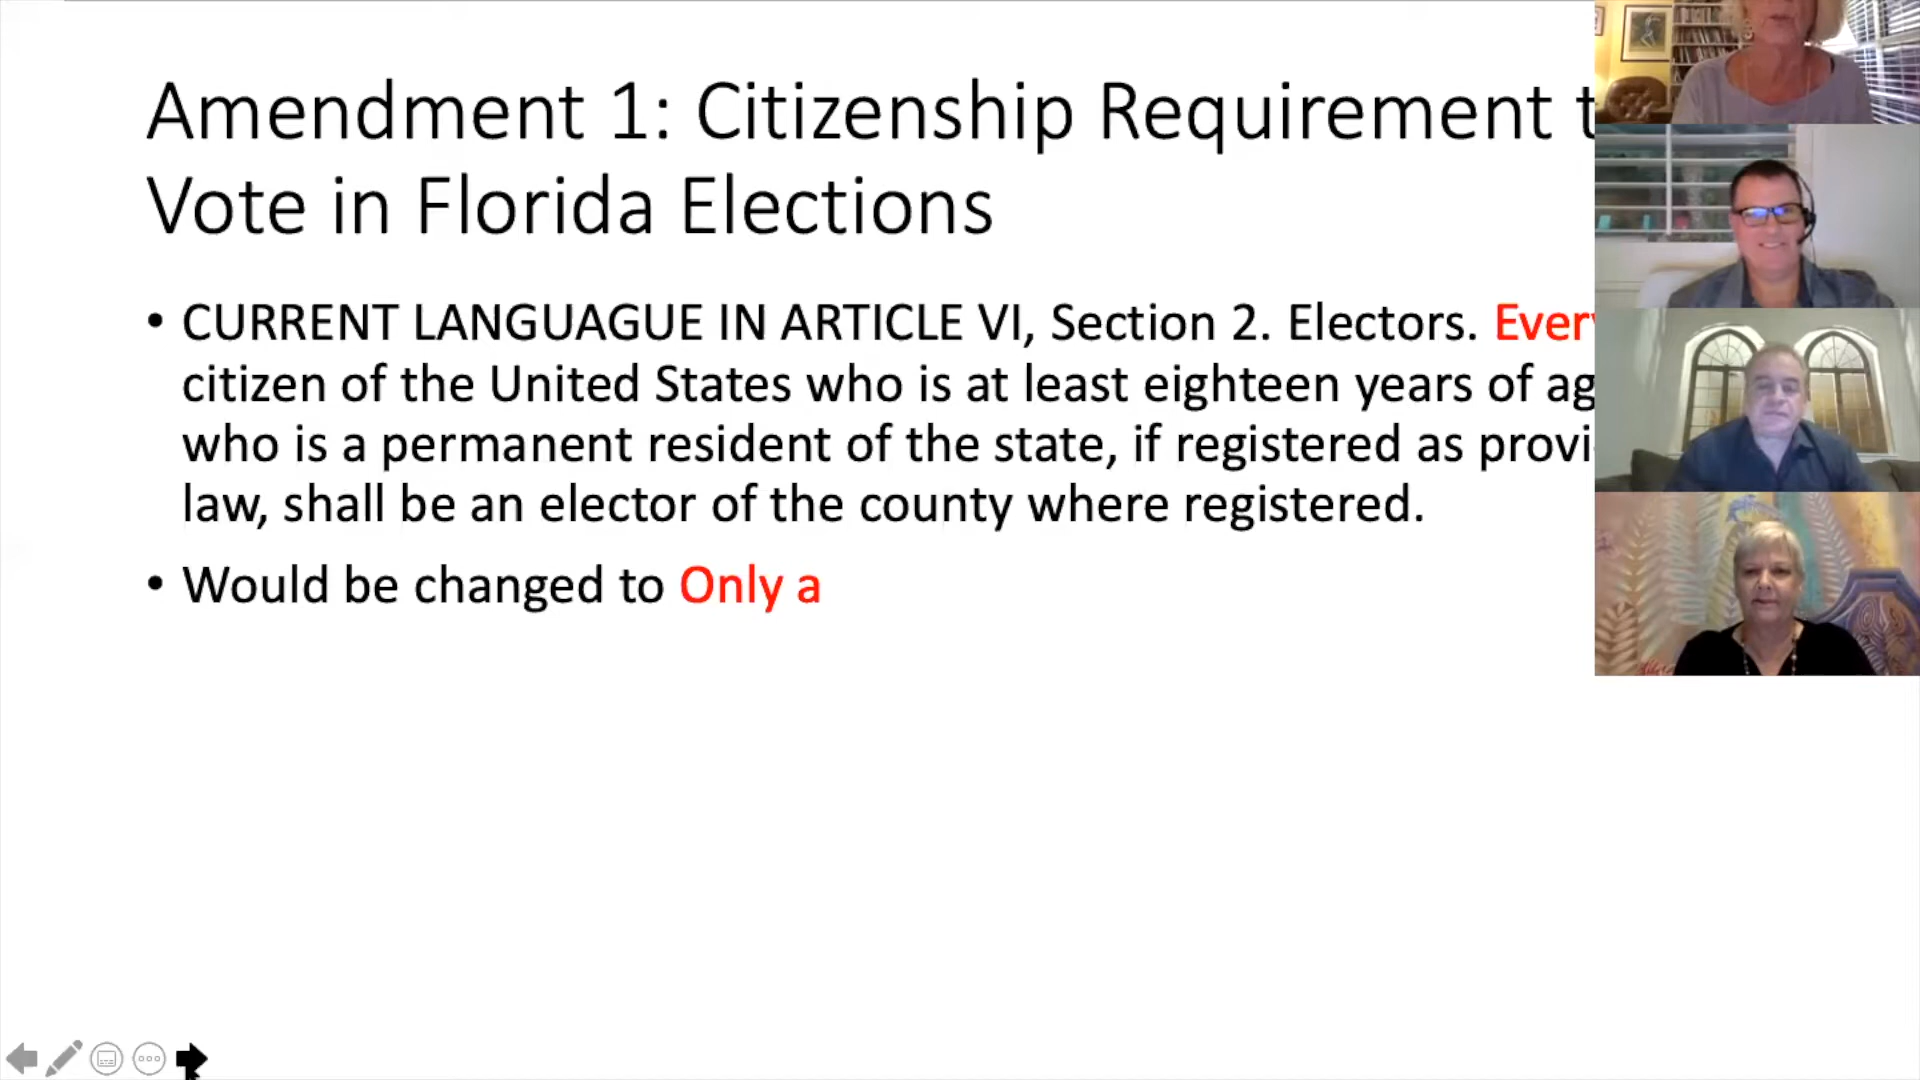 Amendment 1: Citizenship Requirement t
Vote in Florida Elections
• CURRENT LANGUAGUE IN ARTICLE VI, Section 2. Electors. Every
citizen of the United States who is at least eighteen years of ag
who is a permanent resident of the state, if registered as provi
law, shall be an elector of the county where registered.
• Would be changed to Only a